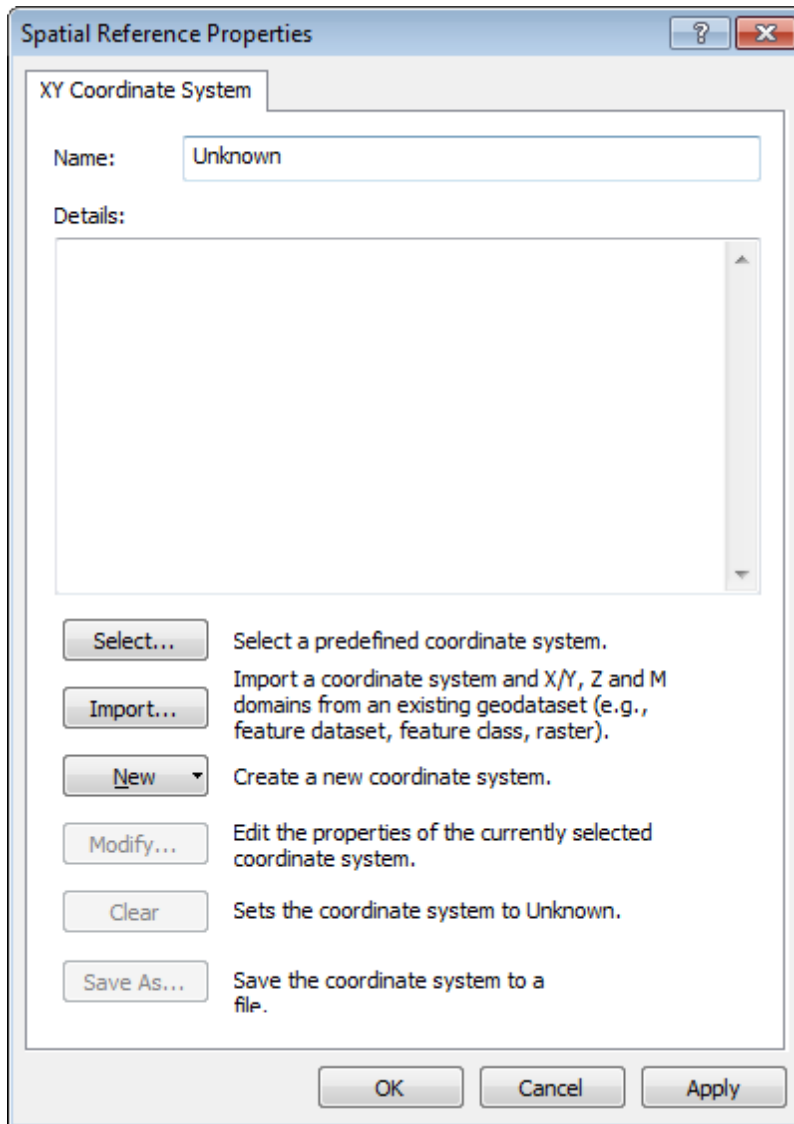 Spatial Reference Properties
XY Coordinate System
Name: Unknown
Details:
Select... Select a predefined coordinate system.
Import... Import a coordinate system and X/Y, Z and M
domains from an existing geodataset (e.g.,
feature dataset, feature class, raster).
New Create a new coordinate system.
Modify... Edit the properties of the currently selected
coordinate system.
Clear Sets the coordinate system to Unknown.
Save As... Save the coordinate system to a
file.
OK Cancel Apply